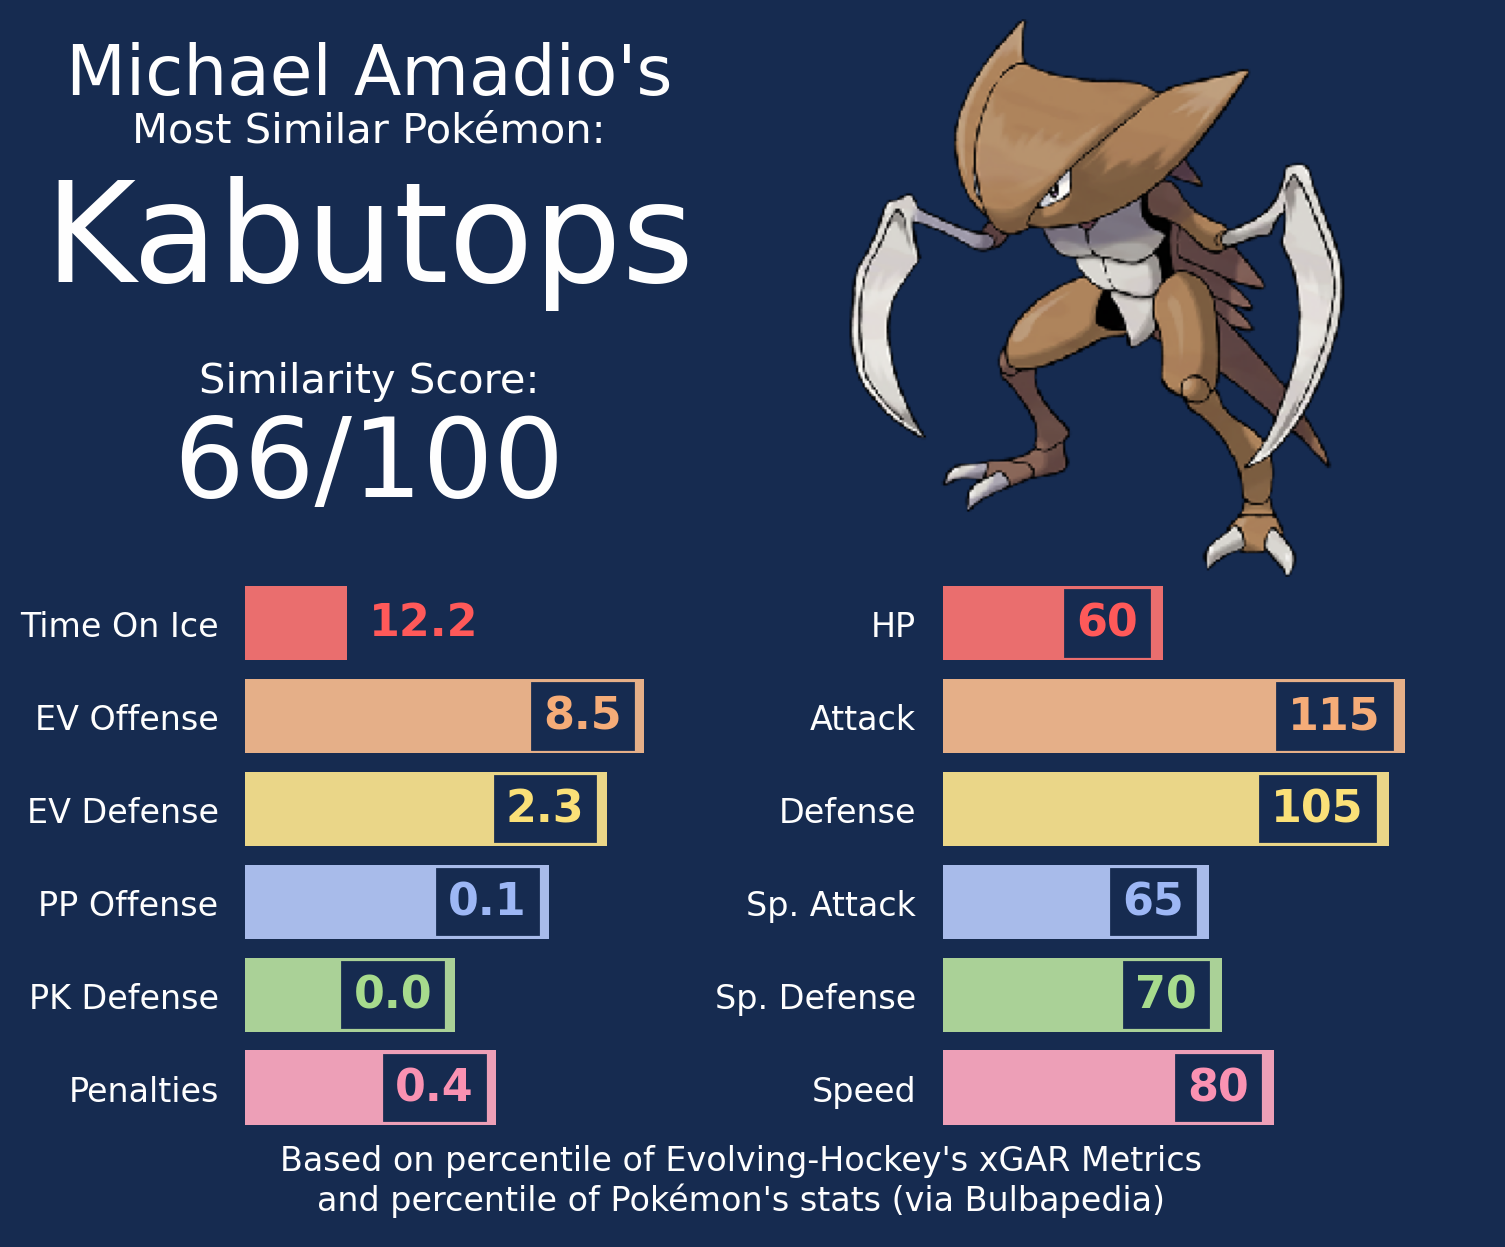 Michael Amadio's
Most Similar Pokémon:
Kabutops
Similarity Score:
66/100
Time On Ice 12.2
EV Offense 8.5
EV Defense 2.3
PP Offense 0.1
PK Defense 0.0
Penalties 0.4
HP 60
Attack 115
Defense 105
Sp. Attack 65
Sp. Defense 70
Speed 80
Based on percentile of Evolving-Hockey's xGAR Metrics
and percentile of Pokémon's stats (via Bulbapedia)